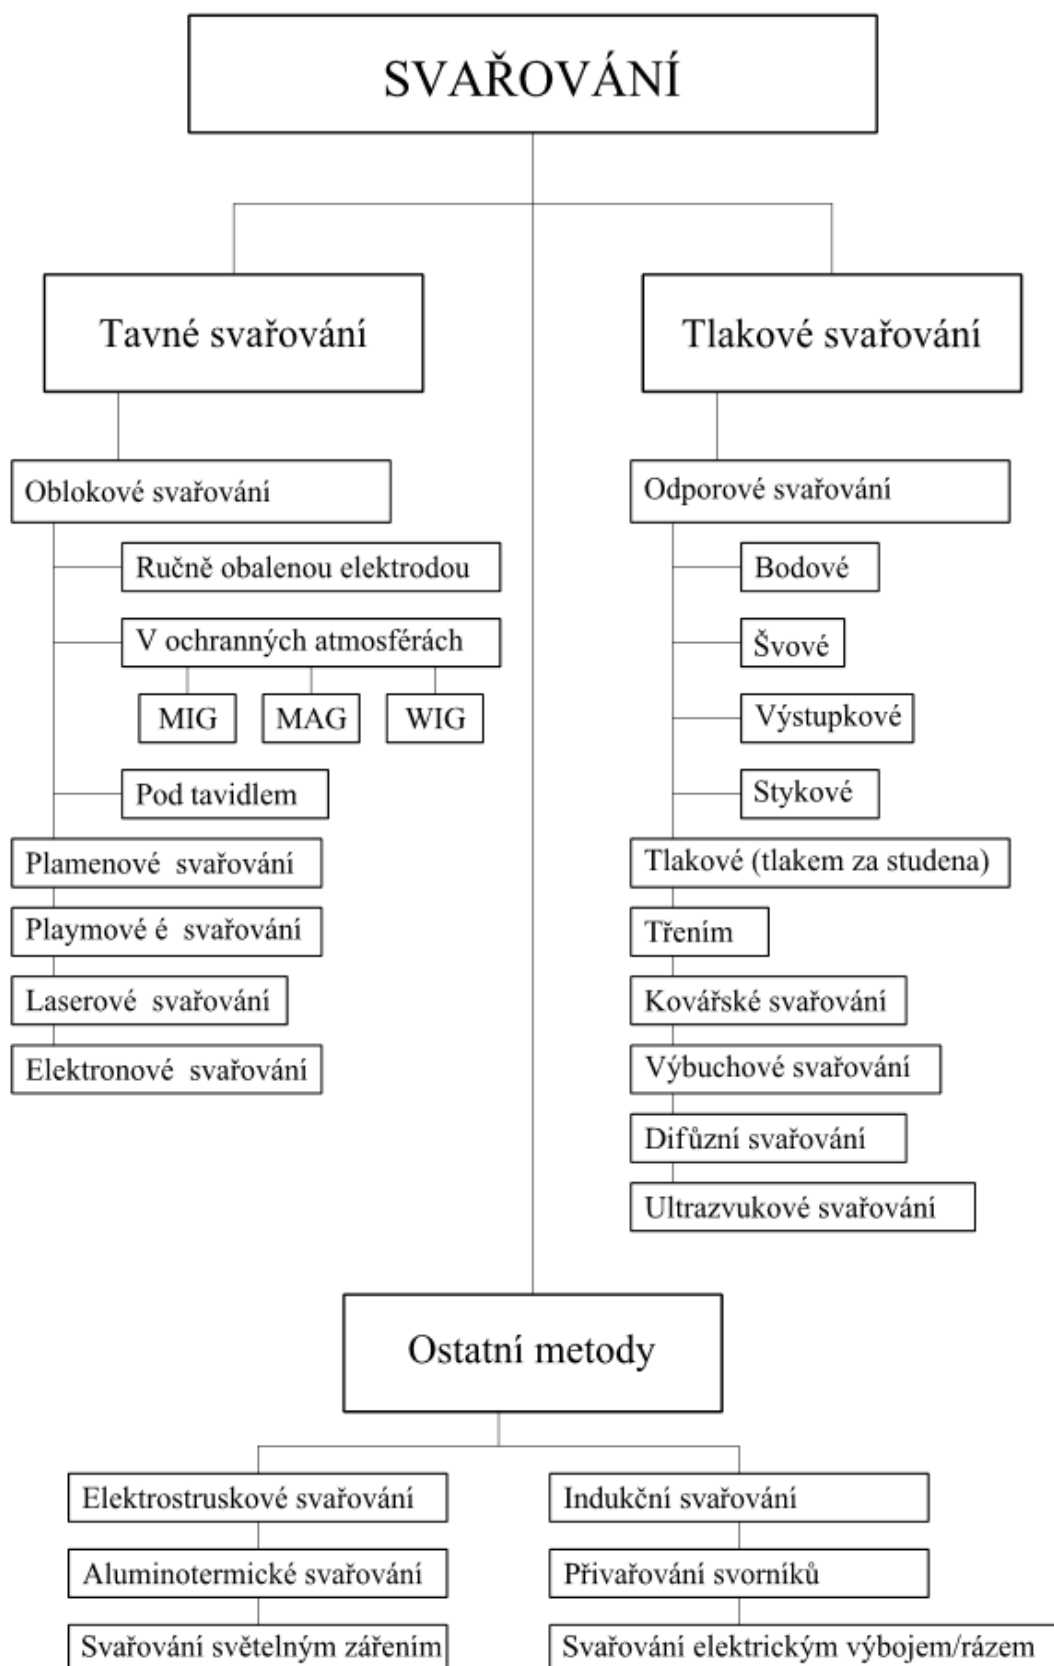 SVAŘOVÁNÍ
Tavné svařování
Oblokové svařování
Ručně obalenou elektrodou
V ochranných atmosférách
MIG
MAG
WIG
Pod tavidlem
Plamenové svařování
Playmové é svařování
Laserové svařování
Elektronové svařování
Tlakové svařování
Odporové svařování
Bodové
Švové
Výstupkové
Stykové
Tlakové (tlakem za studena)
Třením
Kovářské svařování
Výbuchové svařování
Difůzní svařování
Ultrazvukové svařování
Ostatní metody
Elektrostruskové svařování
Aluminotermické svařování
Svařování světelným zářením
Indukční svařování
Přivařování svorníků
Svařování elektrickým výbojem/rázem